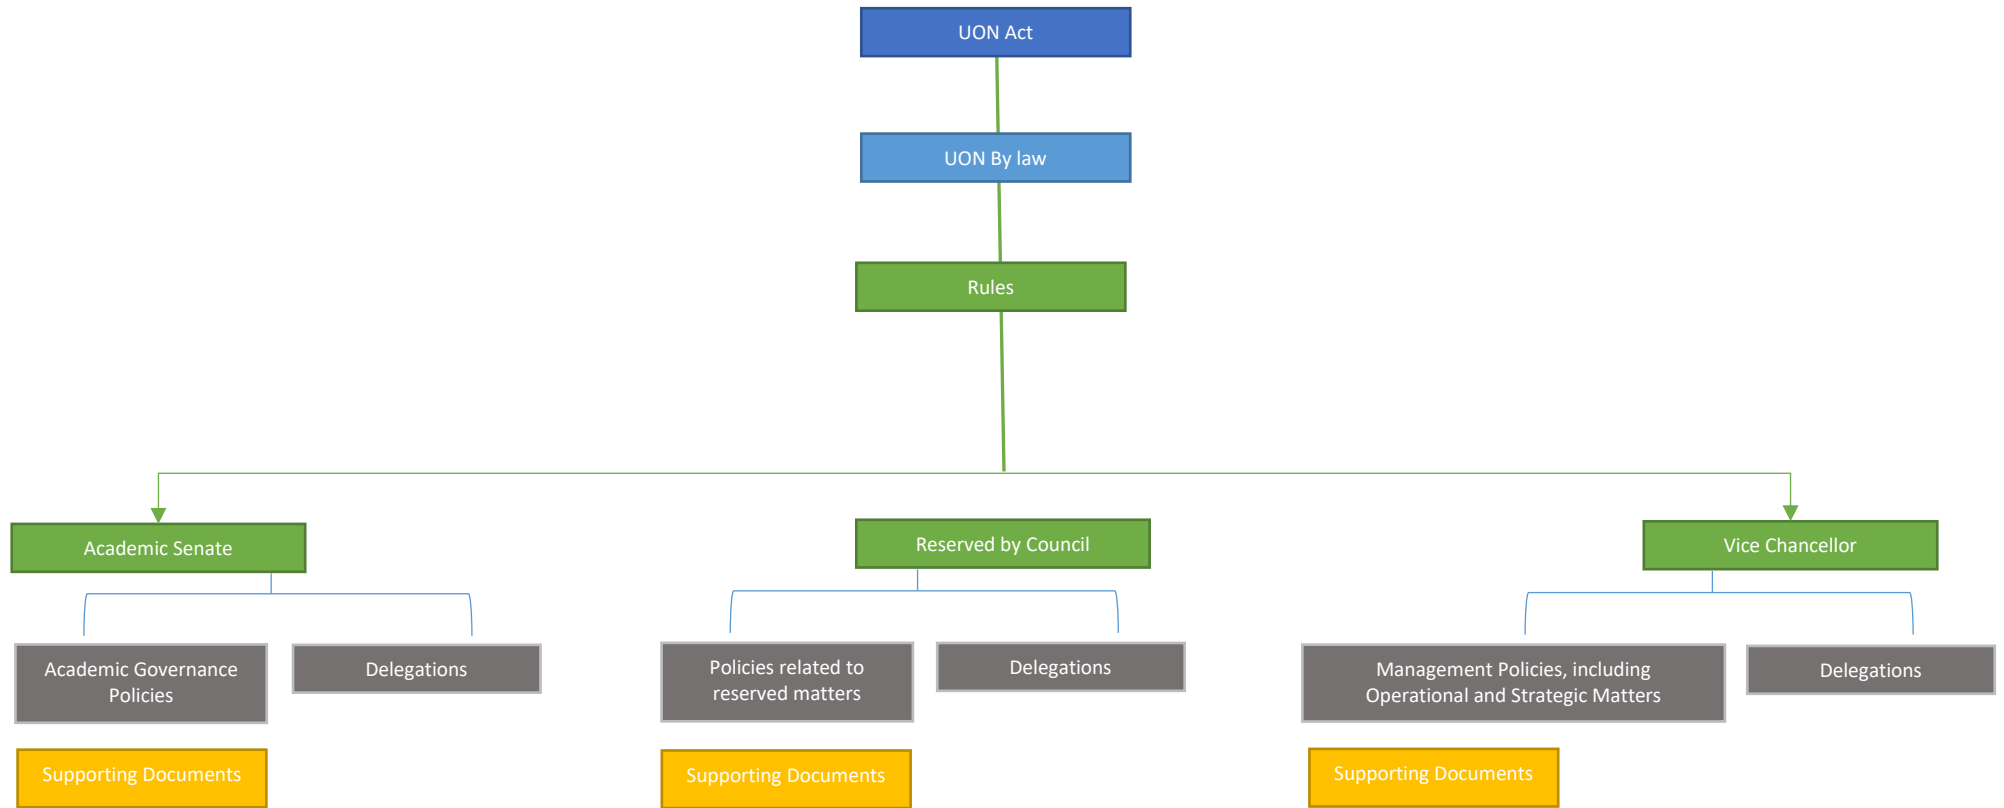 UON Act
UON By law
Rules
Academic Senate
Reserved by Council
Vice Chancellor
Academic Governance
Policies
Delegations
Policies related to
reserved matters
Delegations
Management Policies, including
Operational and Strategic Matters
Delegations
Supporting Documents
Supporting Documents
Supporting Documents